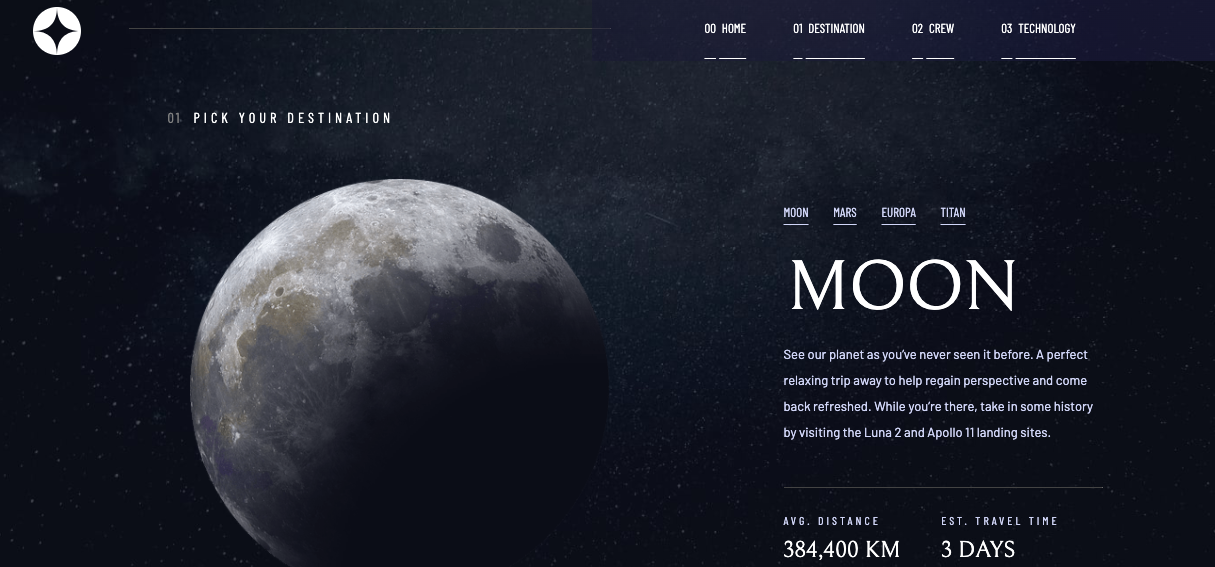 00 HOME 01 DESTINATION 02 CREW 03 TECHNOLOGY
01 PICK YOUR DESTINATION
MOON MARS EUROPA TITAN
MOON
See our planet as you’ve never seen it before. A perfect
relaxing trip away to help regain perspective and come
back refreshed. While you’re there, take in some history
by visiting the Luna 2 and Apollo 11 landing sites.
AVG. DISTANCE EST. TRAVEL TIME
384,400 KM 3 DAYS